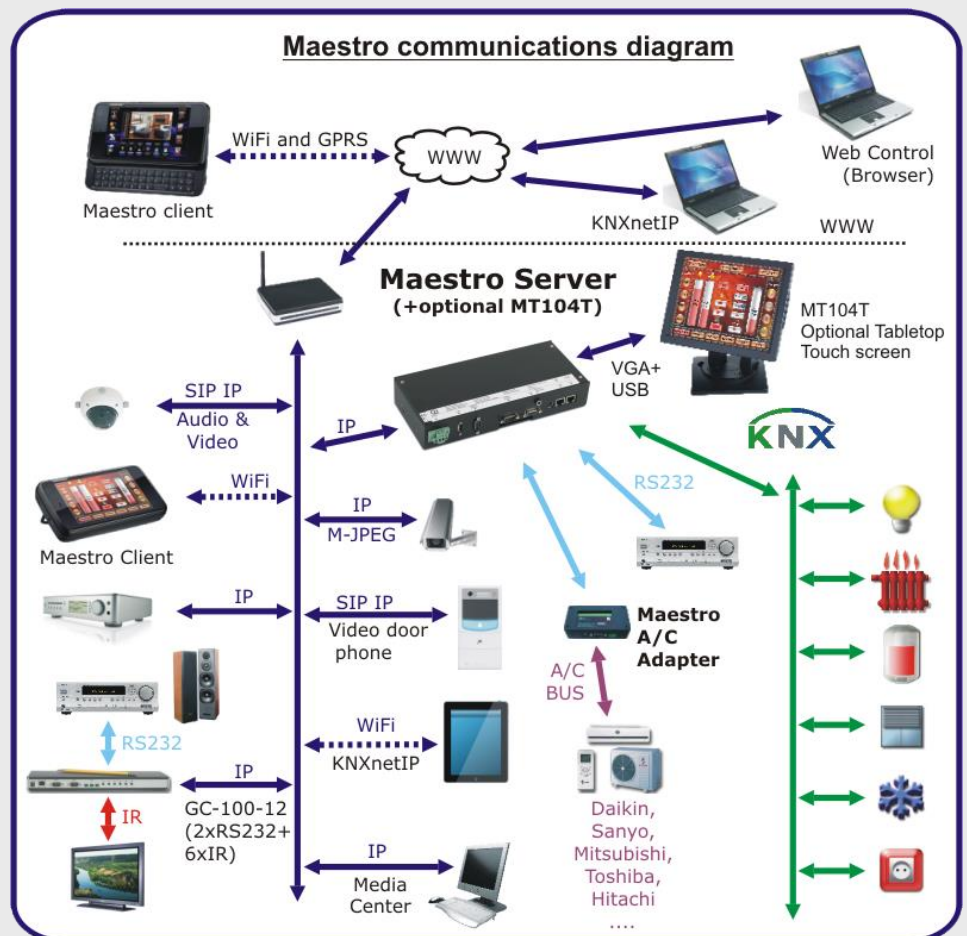 Maestro communications diagram
WiFi and GPRS
WWW
Maestro client
Web Control
(Browser)
KNXnetIP
WWW
Maestro Server
(+optional MT104T)
MT104T
Optional Tabletop
Touch screen
VGA+
USB
SIP IP
Audio &
Video
IP
KNX
WiFi
RS232
IP
M-JPEG
Maestro Client
IP
SIP IP
Video door
phone
Maestro
A/C
Adapter
A/C
BUS
RS232
WiFi
KNXnetIP
IP
GC-100-12
(2xRS232+
6xIR)
IR
Daikin,
Sanyo,
Mitsubishi,
Toshiba,
Hitachi
....
IP
Media
Center